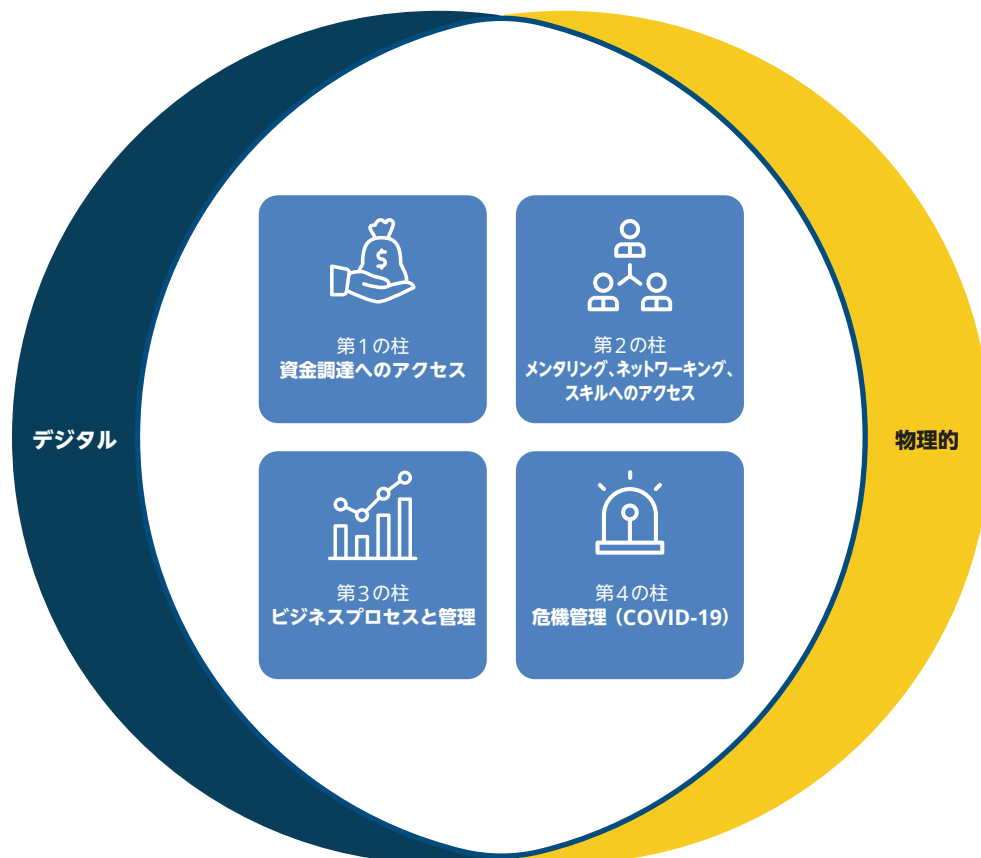 第1の柱
資金調達へのアクセス
第2の柱
メンタリング、ネットワーキング、
スキルへのアクセス
デジタル
物理的
第3の柱
ビジネスプロセスと管理
第4の柱
危機管理(COVID-19)
$